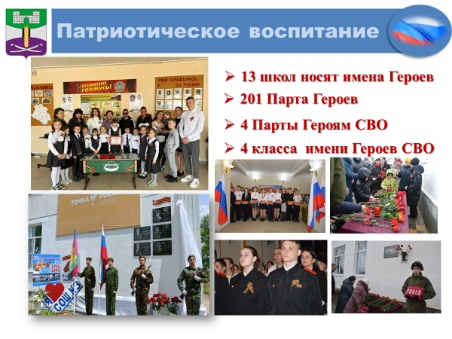 Патриотическое воспитание
➢ 13 школ носят имена Героев
➢ 201 Парта Героев
➢ 4 Парты Героям СВО
➢ 4 класса имени Героев СВО
ТОЧКА